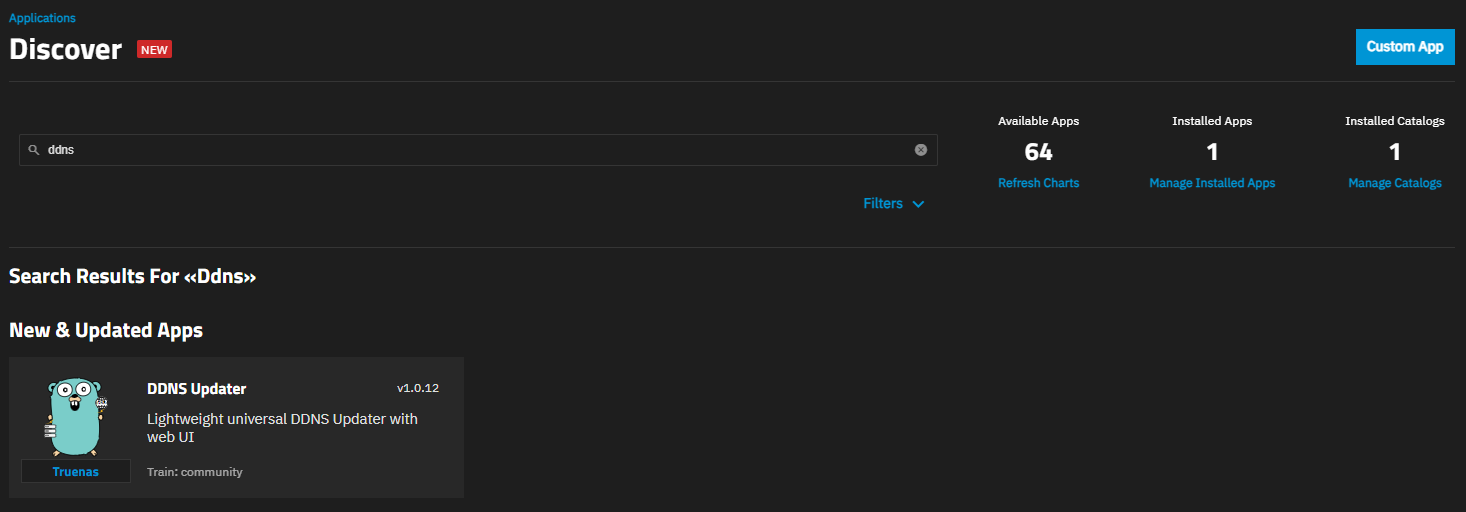 Applications
Discover NEW
Custom App
ddns
Available Apps
64
Refresh Charts
Installed Apps
1
Manage Installed Apps
Installed Catalogs
1
Manage Catalogs
Filters
Search Results For «Ddns»
New & Updated Apps
DDNS Updater v1.0.12
Lightweight universal DDNS Updater with
web UI
Truenas
Train: community